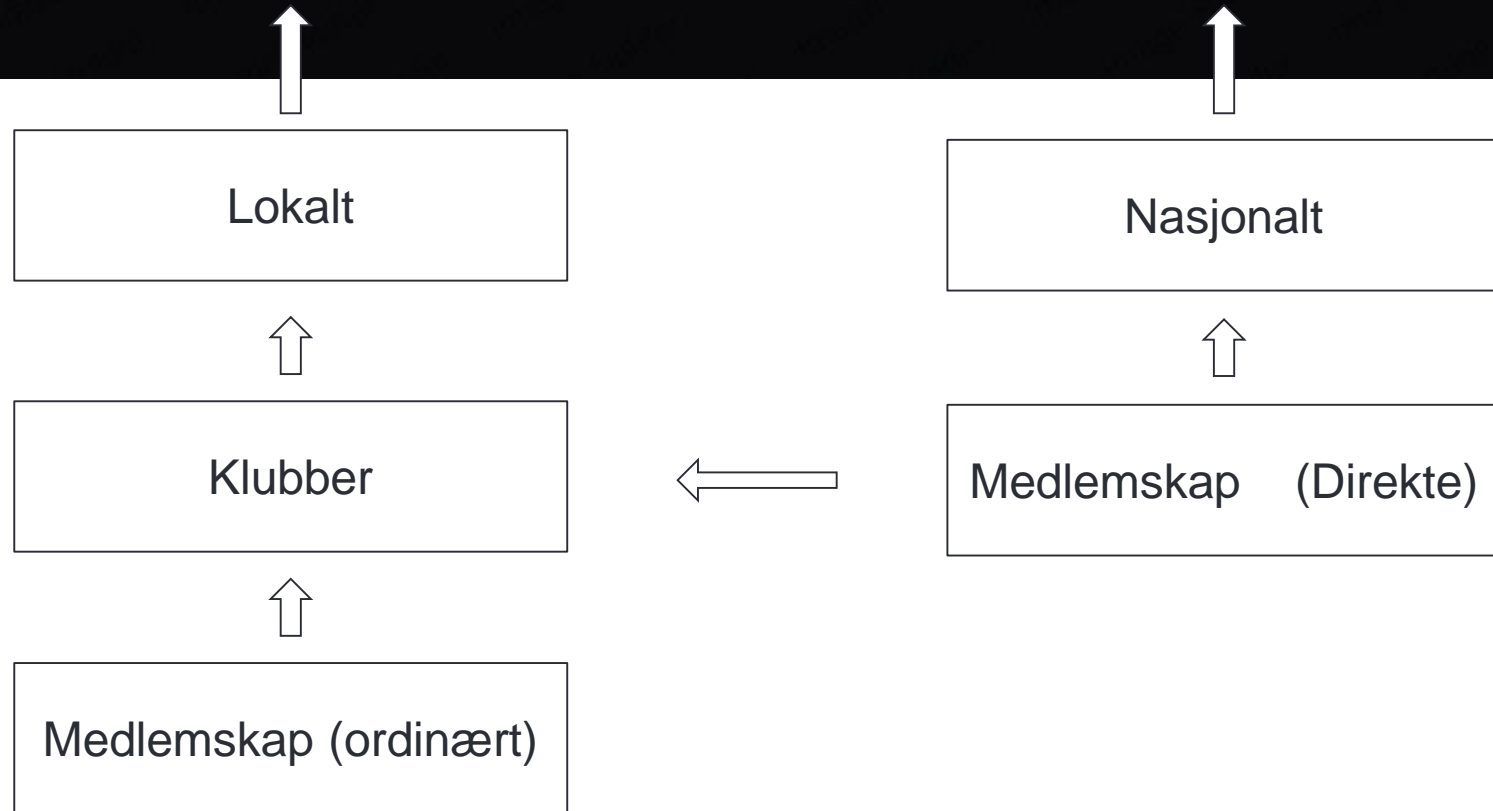 Lokalt
Nasjonalt
Klubber
Medlemskap (Direkte)
Medlemskap (ordinært)